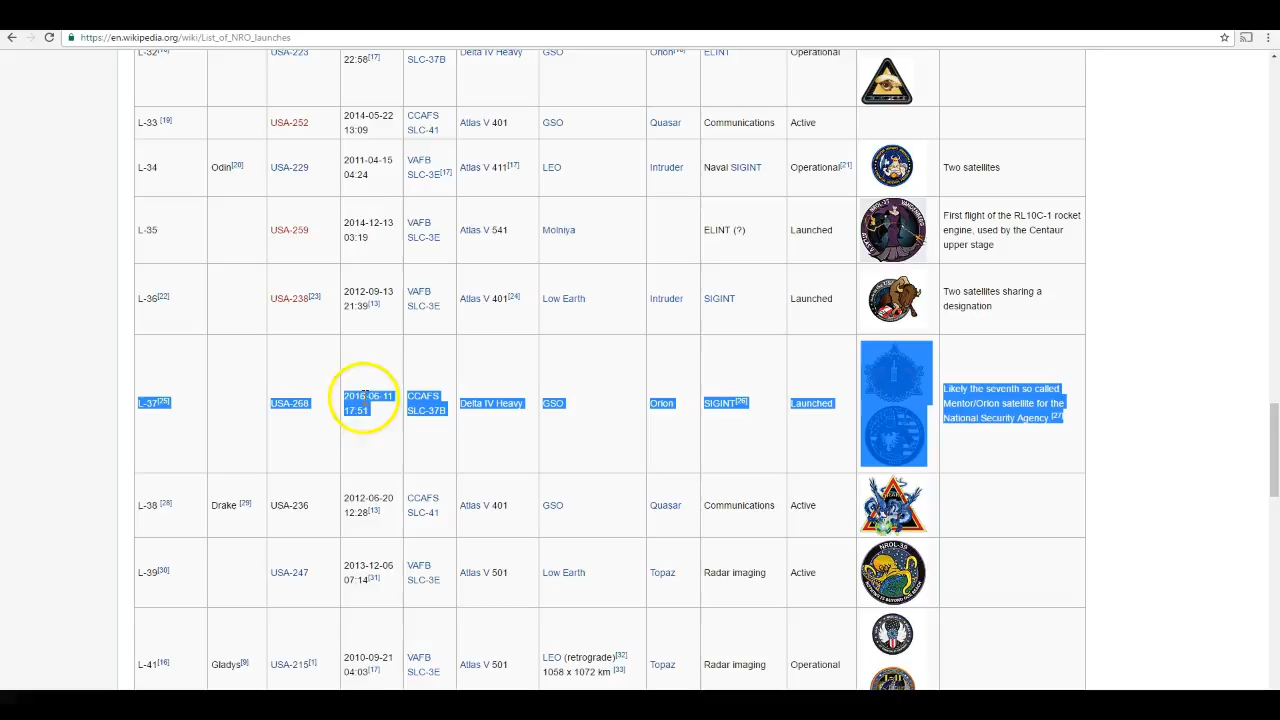 https://en.wikipedia.org/wiki/List_of_NRO_launches
L-32[16] USA-223 22:58[17] SLC-37B Delta IV Heavy GSO Orion[18] ELINT Operational
L-33 [19] USA-252 2014-05-22 13:09 CCAFS SLC-41 Atlas V 401 GSO Quasar Communications Active
L-34 Odin[20] USA-229 2011-04-15 04:24 VAFB SLC-3E[17] Atlas V 411[17] LEO Intruder Naval SIGINT Operational[21] Two satellites
L-35 USA-259 2014-12-13 03:19 VAFB SLC-3E Atlas V 541 Molniya ELINT (?) Launched First flight of the RL10C-1 rocket engine, used by the Centaur upper stage
L-36[22] USA-238[23] 2012-09-13 21:39[13] VAFB SLC-3E Atlas V 401[24] Low Earth Intruder SIGINT Launched Two satellites sharing a designation
L-37[25] USA-268 2016-06-11 17:51 CCAFS SLC-37B Delta IV Heavy GSO Orion SIGINT[26] Launched Likely the seventh so called Mentor/Orion satellite for the National Security Agency.[27]
L-38 [28] Drake [29] USA-236 2012-06-20 12:28[13] CCAFS SLC-41 Atlas V 401 GSO Quasar Communications Active
L-39[30] USA-247 2013-12-06 07:14[31] VAFB SLC-3E Atlas V 501 Low Earth Topaz Radar imaging Active
NROL-39
L-41[16] Gladys[9] USA-215[1] 2010-09-21 04:03[17] VAFB SLC-3E Atlas V 501 LEO (retrograde)[32] 1058 x 1072 km [33] Topaz Radar imaging Operational
L-41